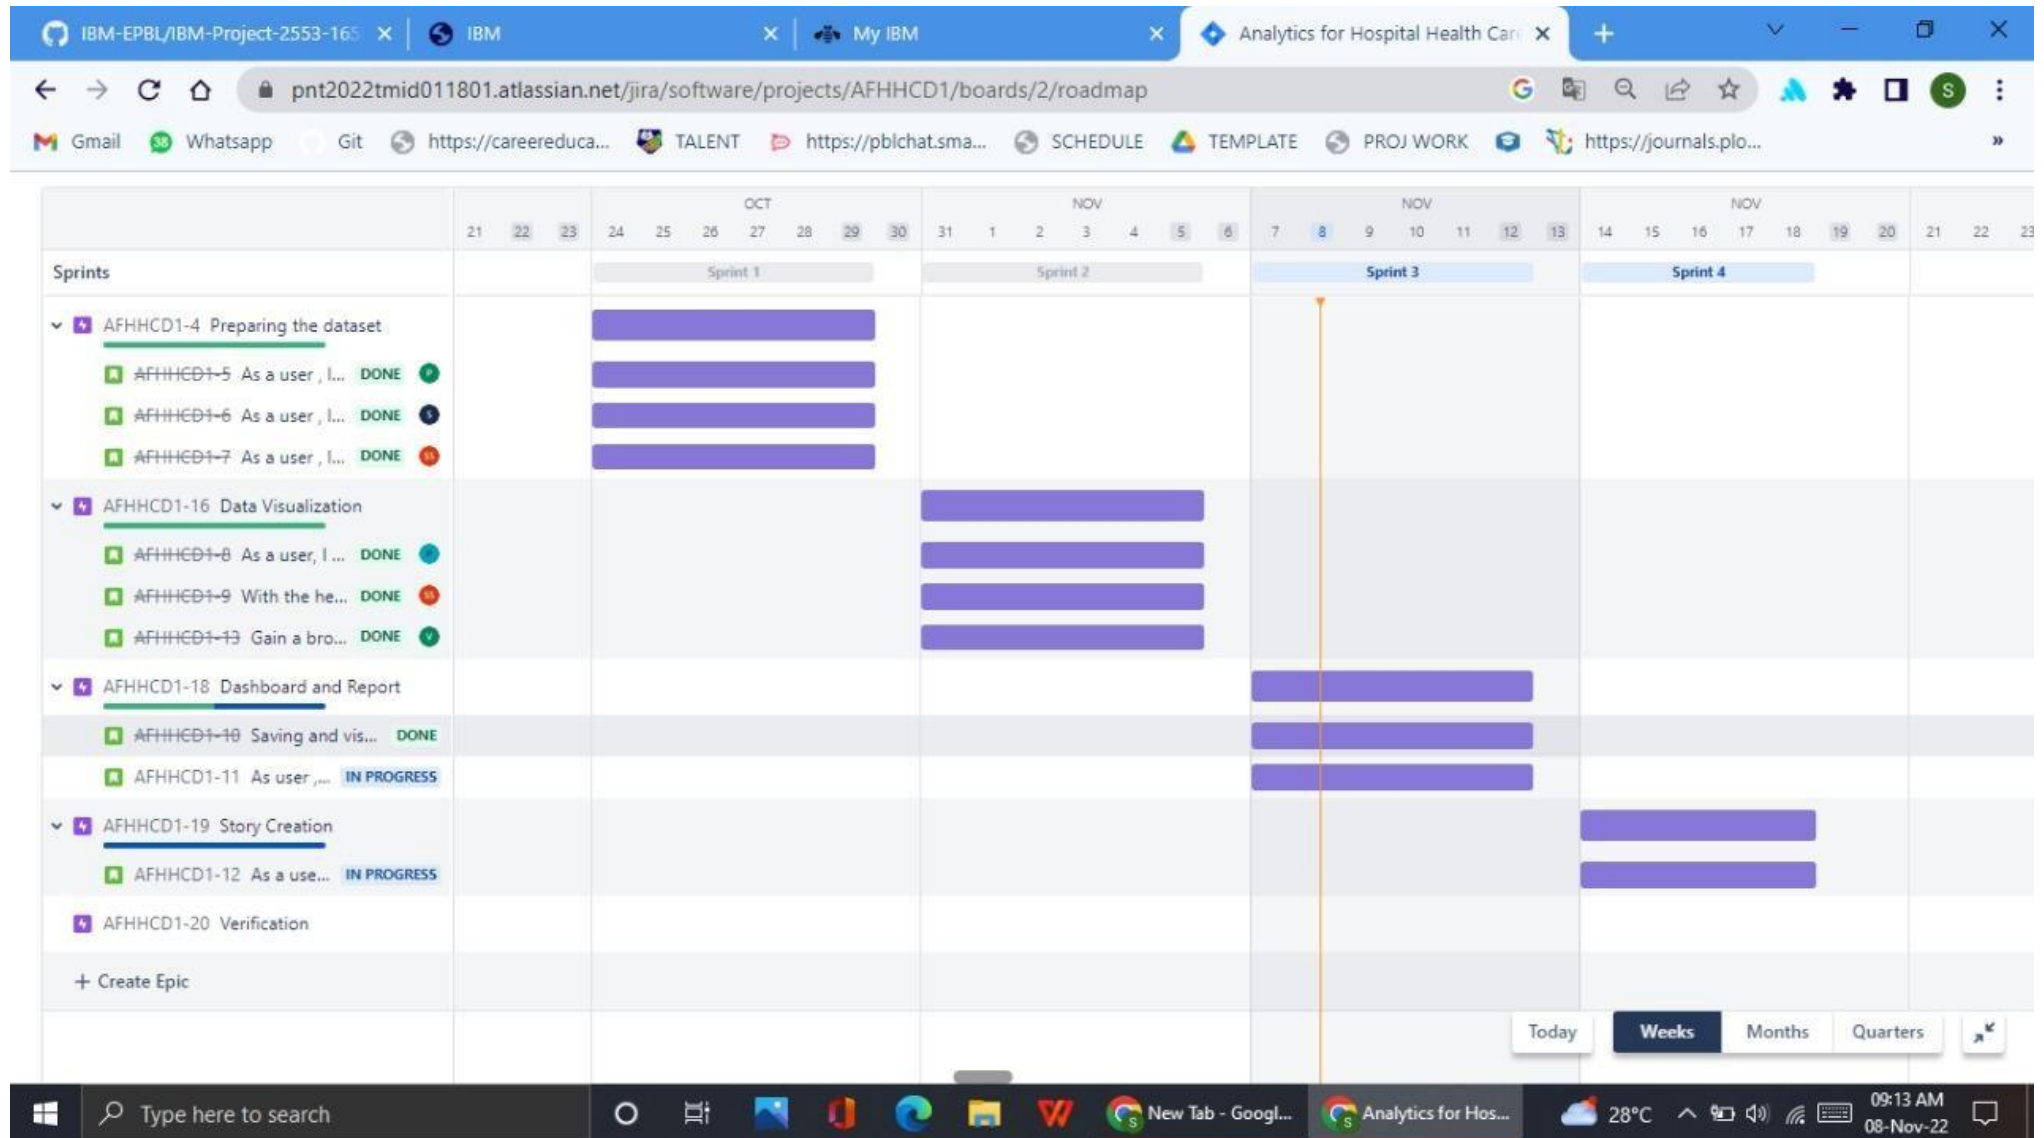 IBM-EPBL/IBM-Project-2553-165 IBM My IBM Analytics for Hospital Health Car
pnt2022tmid011801.atlassian.net/jira/software/projects/AFHHCD1/boards/2/roadmap S
Gmail 38 Whatsapp Git https://careereduca... TALENT https://pblchat.sma... SCHEDULE TEMPLATE PROJ WORK https://journals.plo... »
OCT NOV NOV NOV
21 22 23 24 25 26 27 28 29 30 31 1 2 3 4 5 6 7 8 9 10 11 12 13 14 15 16 17 18 19 20 21 22 23
Sprints Sprint 1 Sprint 2 Sprint 3 Sprint 4
AFHHCD1-4 Preparing the dataset
AFHHCD1-5 As a user , I... DONE P
AFHHCD1-6 As a user , I... DONE S
AFHHCD1-7 As a user , I... DONE SS
AFHHCD1-16 Data Visualization
AFHHCD1-8 As a user, I ... DONE
AFHHCD1-9 With the he... DONE SS
AFHHCD1-13 Gain a bro... DONE V
AFHHCD1-18 Dashboard and Report
AFHHCD1-10 Saving and vis... DONE
AFHHCD1-11 As user ,... IN PROGRESS
AFHHCD1-19 Story Creation
AFHHCD1-12 As a use... IN PROGRESS
AFHHCD1-20 Verification
+ Create Epic
Today Weeks Months Quarters
Type here to search New Tab - Googl... Analytics for Hos... 28°C 09:13 AM
08-Nov-22